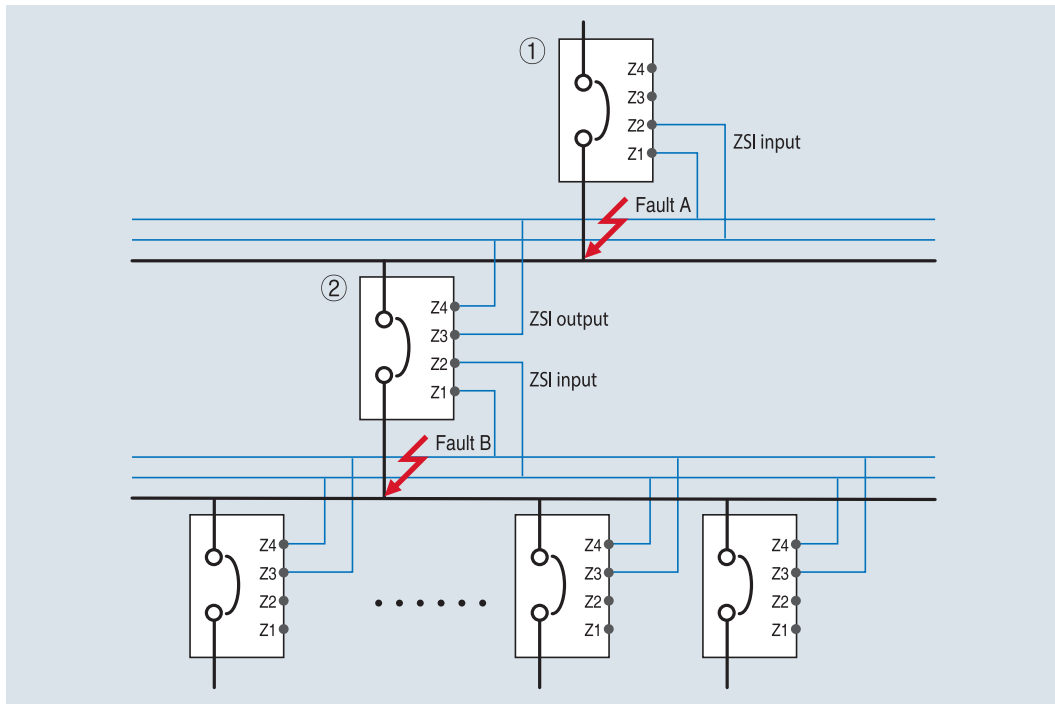 ①
Z4
Z3
Z2
Z1
ZSI input
Fault A
②
Z4
Z3
Z2
Z1
ZSI output
ZSI input
Fault B
Z4
Z3
Z2
Z1
Z4
Z3
Z2
Z1
Z4
Z3
Z2
Z1